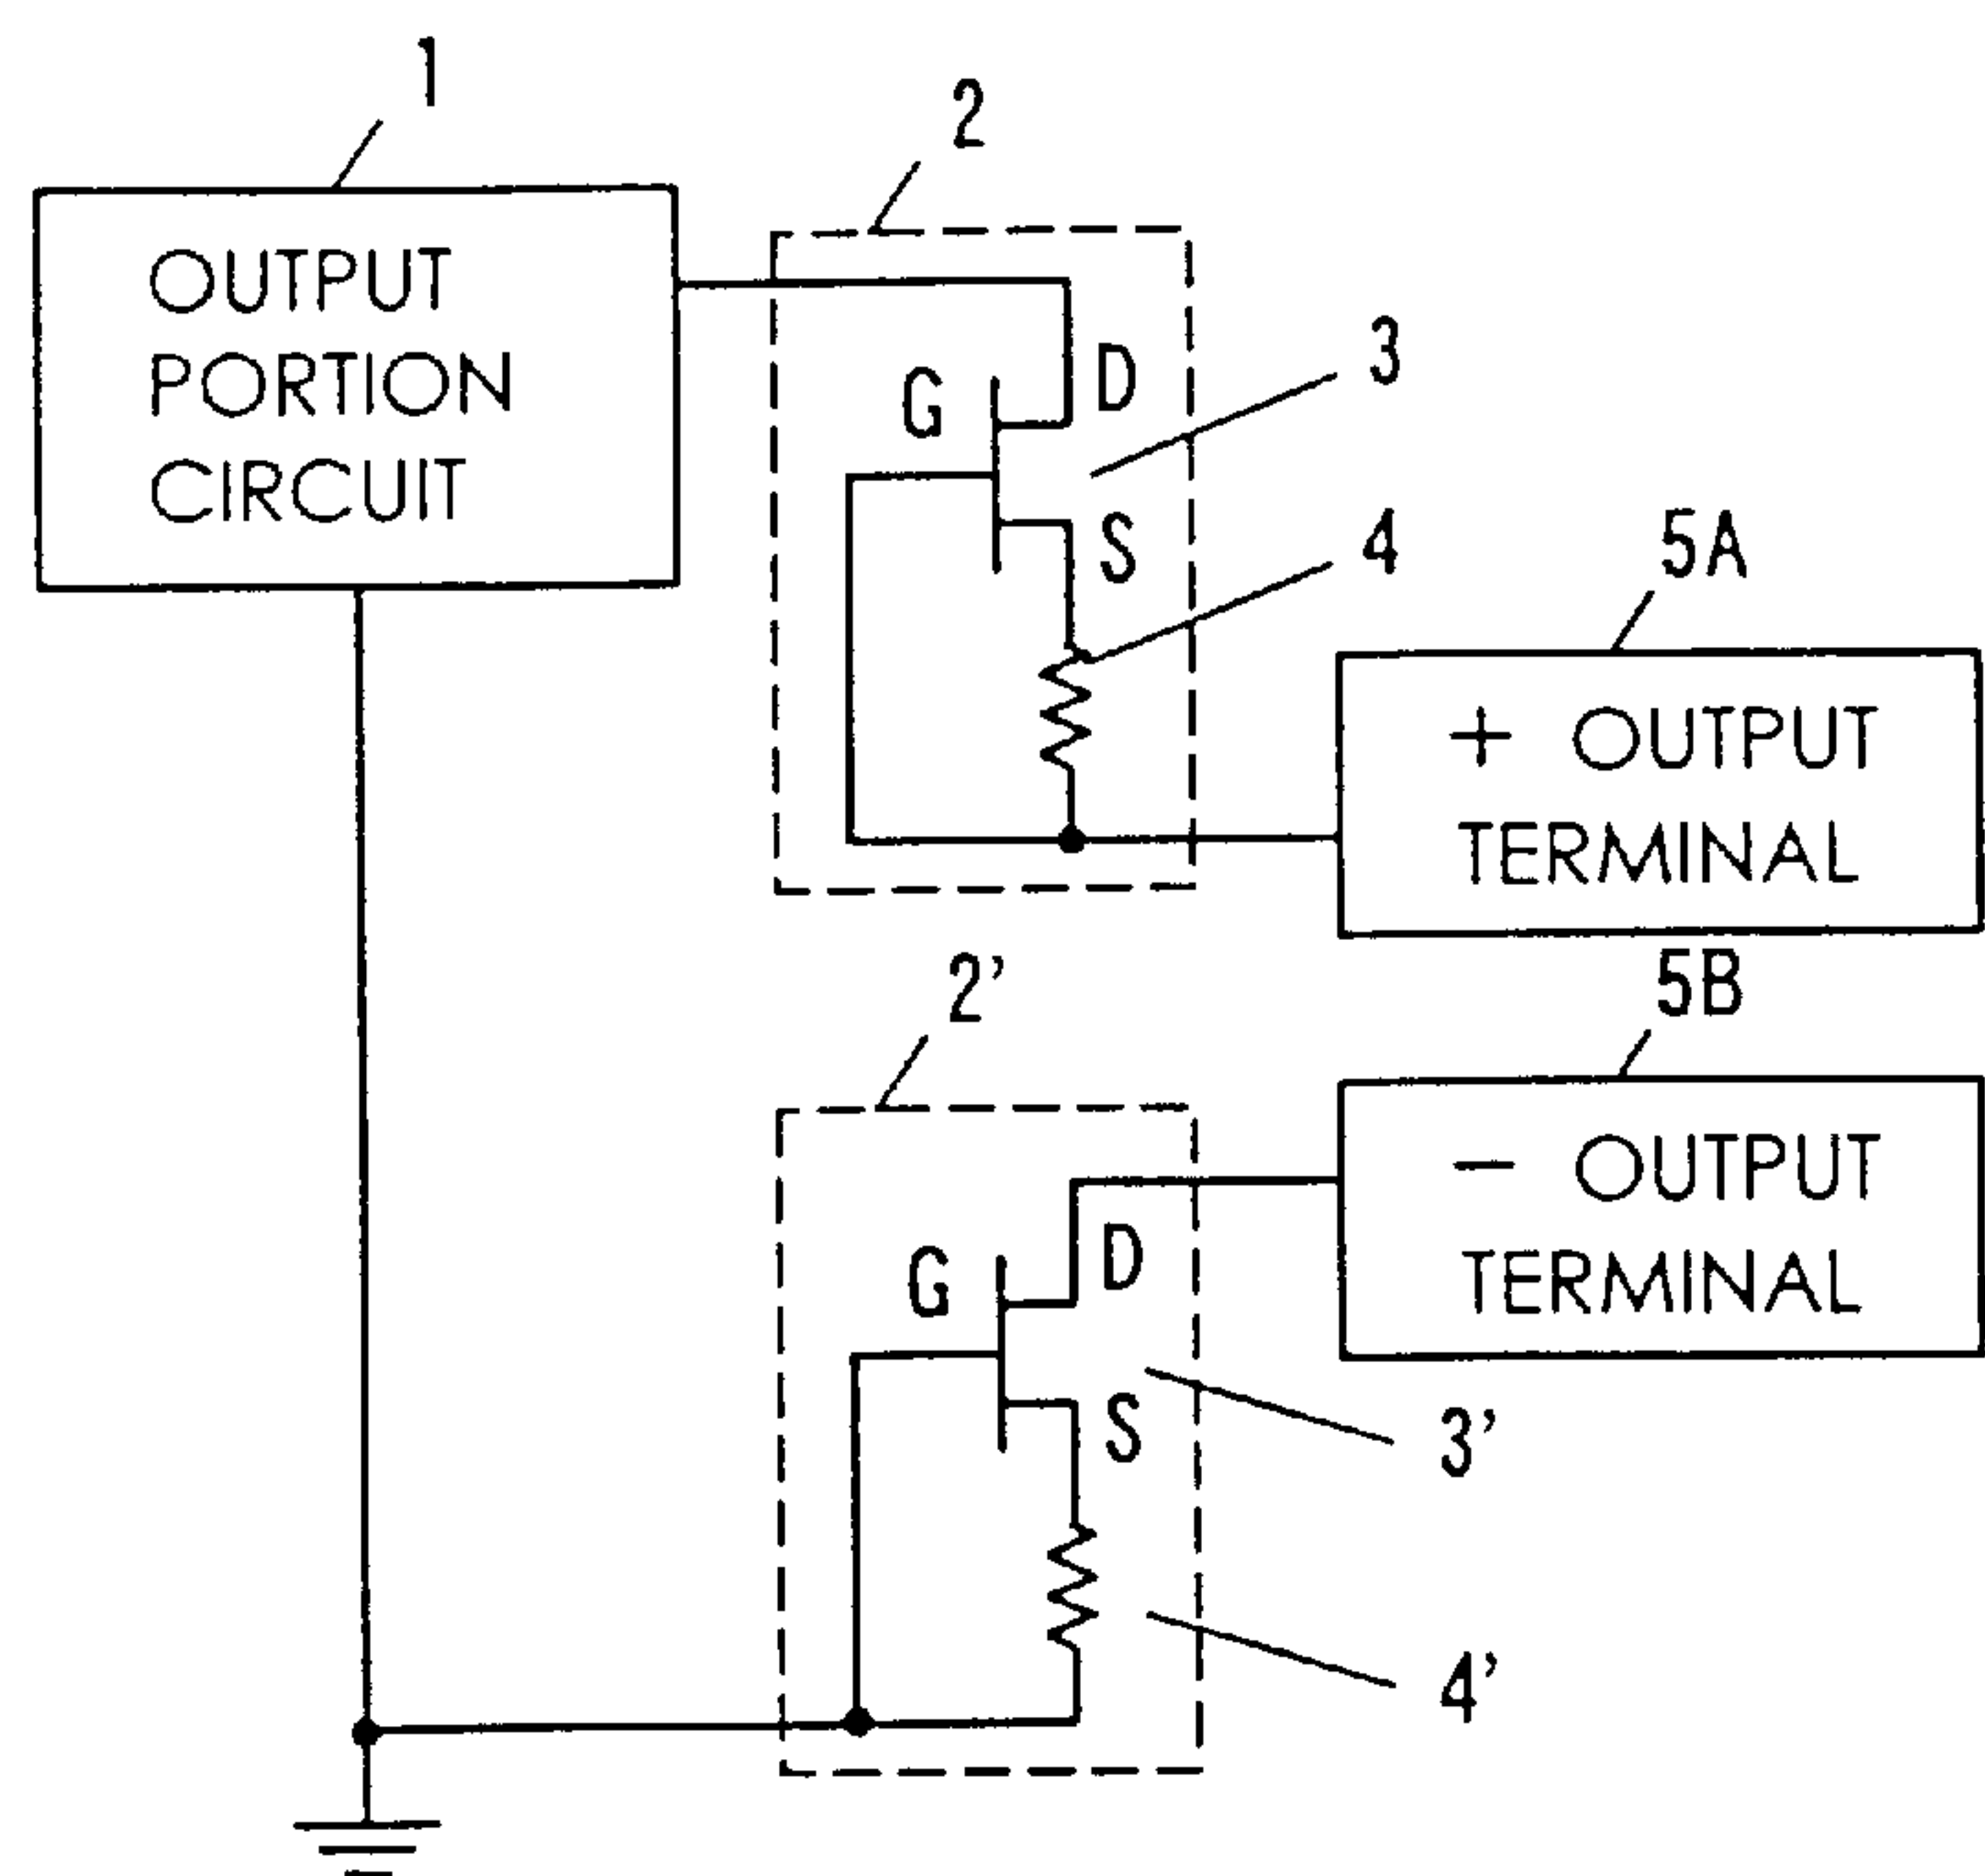 1
2
OUTPUT
PORTION
CIRCUIT
G
D
3
S
4
5A
+ OUTPUT
TERMINAL
2'
5B
- OUTPUT
TERMINAL
G
D
S
3'
4'